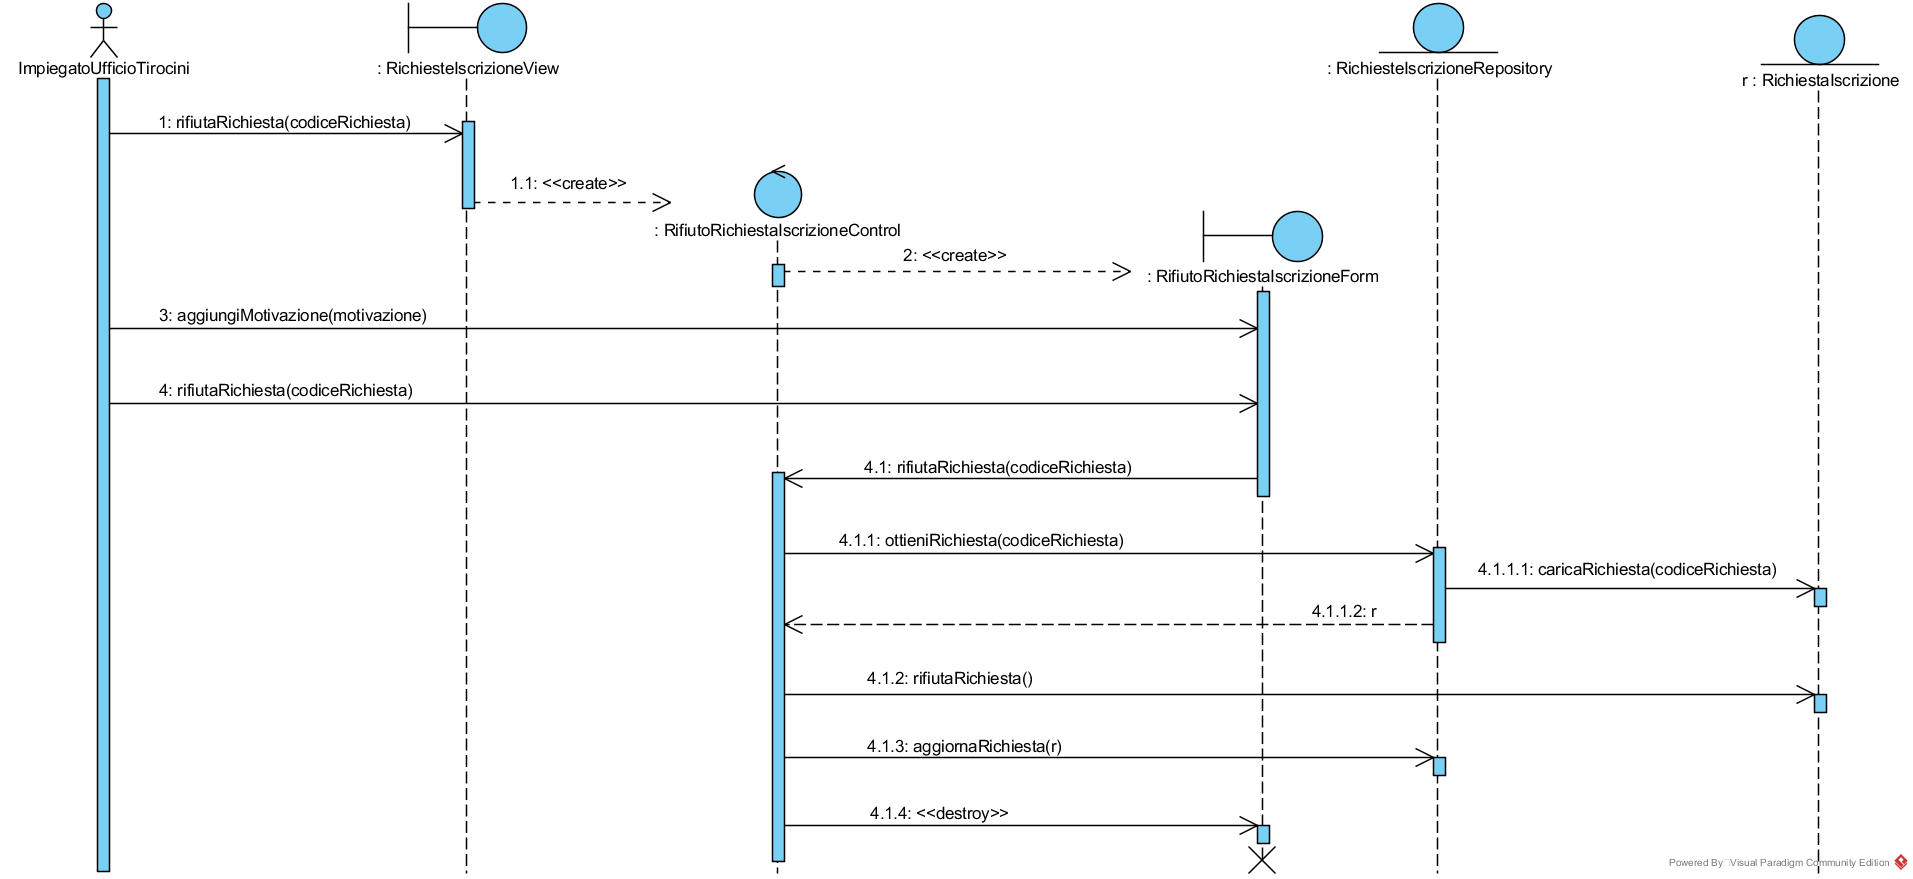 ImpiegatoUfficioTirocini
: RichiesteIscrizioneView
: RichiesteIscrizioneRepository
r : RichiestaIscrizione
1: rifiutaRichiesta(codiceRichiesta)
1.1: <<create>>
: RifiutoRichiestaIscrizioneControl
2: <<create>>
: RifiutoRichiestaIscrizioneForm
3: aggiungiMotivazione(motivazione)
4: rifiutaRichiesta(codiceRichiesta)
4.1: rifiutaRichiesta(codiceRichiesta)
4.1.1: ottieniRichiesta(codiceRichiesta)
4.1.1.1: caricaRichiesta(codiceRichiesta)
4.1.1.2: r
4.1.2: rifiutaRichiesta()
4.1.3: aggiornaRichiesta(r)
4.1.4: <<destroy>>
Powered By Visual Paradigm Community Edition